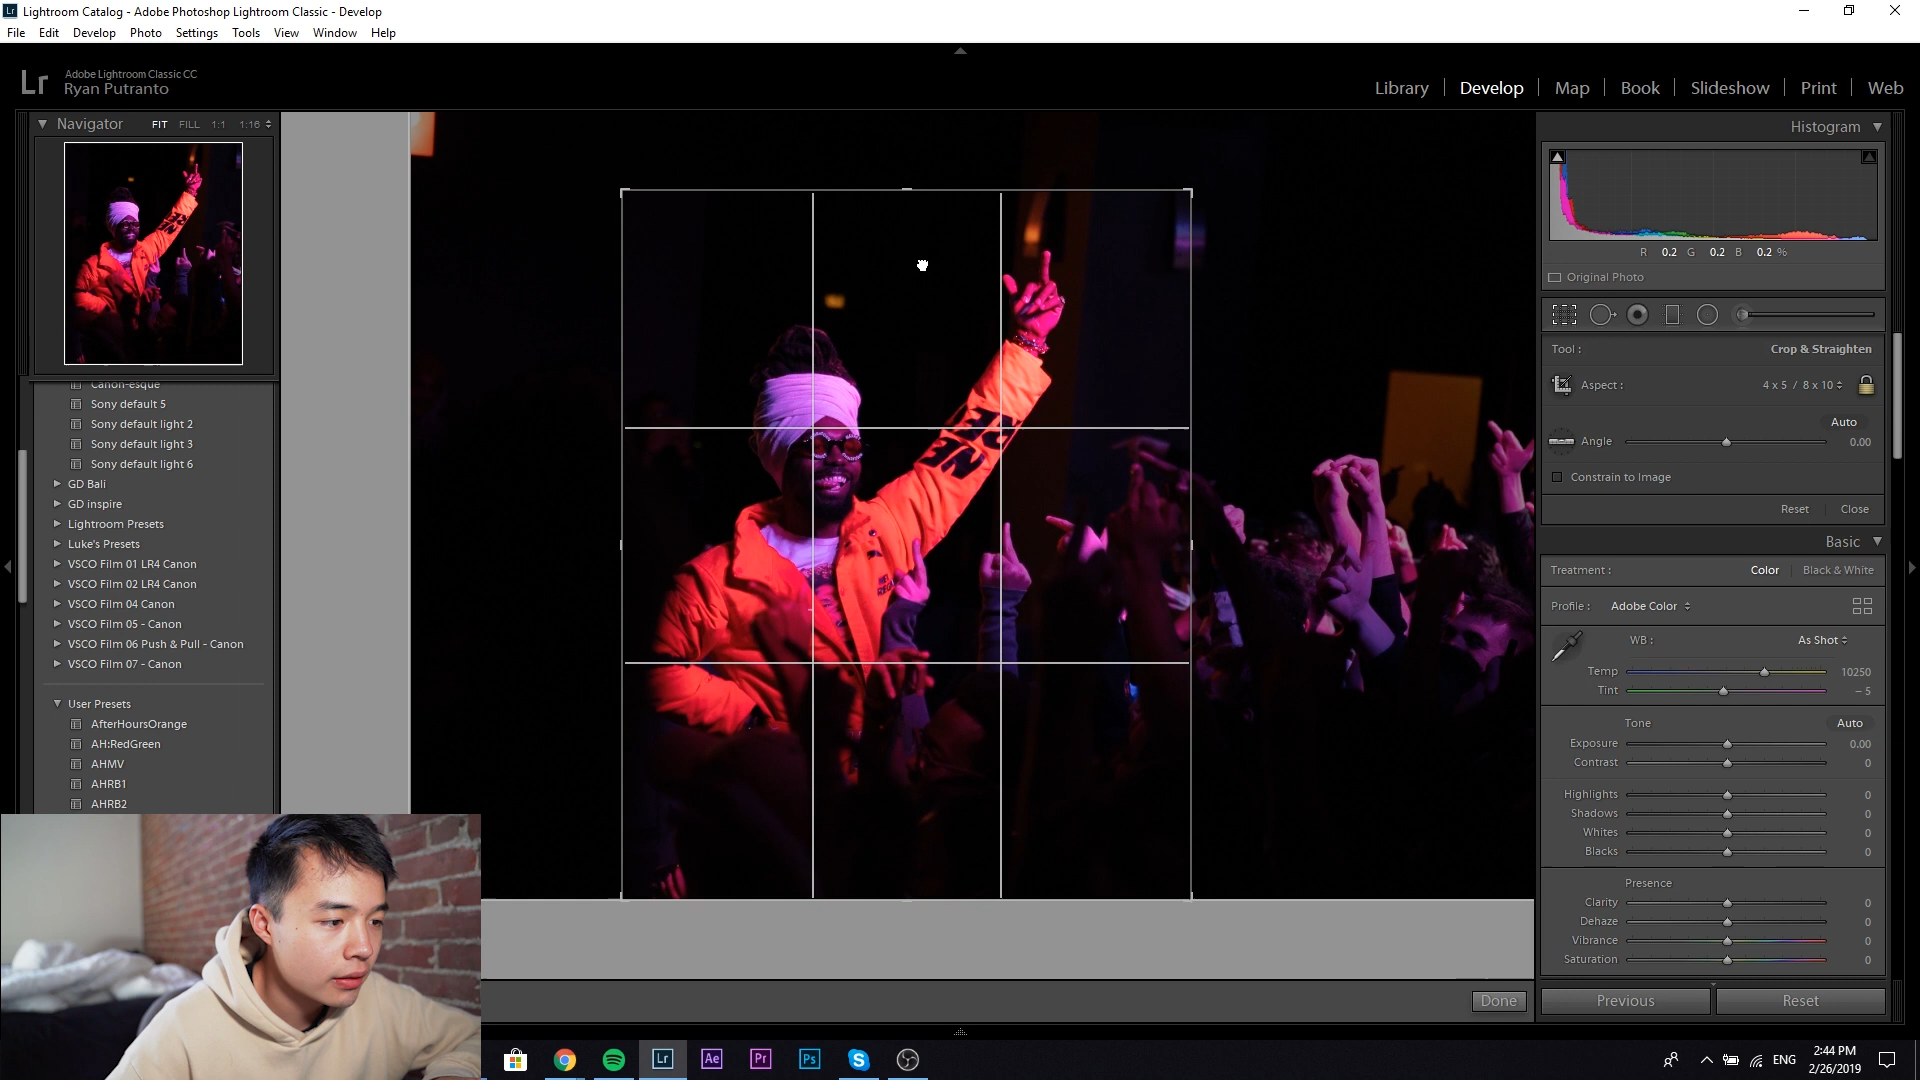 Lr Lightroom Catalog - Adobe Photoshop Lightroom Classic - Develop
File Edit Develop Photo Settings Tools View Window Help
Lr Adobe Lightroom Classic CC
Ryan Putranto
Library Develop Map Book Slideshow Print Web
Navigator FIT FILL 1:1 1:16
Canon-esque
Sony default 5
Sony default light 2
Sony default light 3
Sony default light 6
GD Bali
GD inspire
Lightroom Presets
Luke's Presets
VSCO Film 01 LR4 Canon
VSCO Film 02 LR4 Canon
VSCO Film 04 Canon
VSCO Film 05 - Canon
VSCO Film 06 Push & Pull - Canon
VSCO Film 07 - Canon
User Presets
AfterHoursOrange
AH:RedGreen
AHMV
AHRB1
AHRB2
Histogram
R 0.2 G 0.2 B 0.2 %
Original Photo
Tool : Crop & Straighten
Aspect : 4 x 5 / 8 x 10
Auto
Angle 0.00
Constrain to Image
Reset Close
Basic
Treatment : Color Black & White
Profile : Adobe Color
WB : As Shot
Temp 10250
Tint – 5
Tone Auto
Exposure 0.00
Contrast 0
Highlights 0
Shadows 0
Whites 0
Blacks 0
Presence
Clarity 0
Dehaze 0
Vibrance 0
Saturation 0
Done Previous Reset
Lr Ae Pr Ps
ENG
2:44 PM
2/26/2019